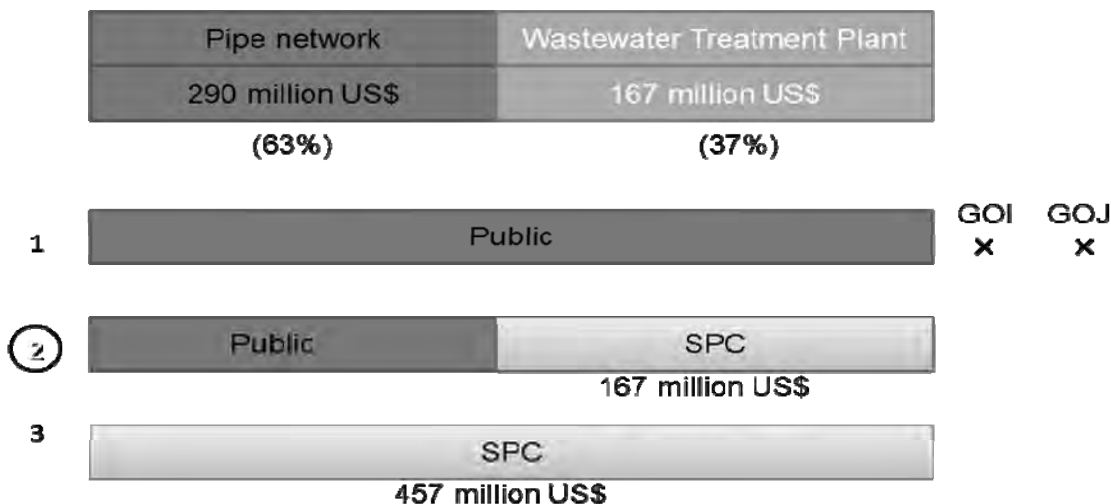 Pipe network Wastewater Treatment Plant
290 million US$ 167 million US$
(63%) (37%)
GOI GOJ
1 Public × ×
2 Public SPC
167 million US$
3
SPC
457 million US$